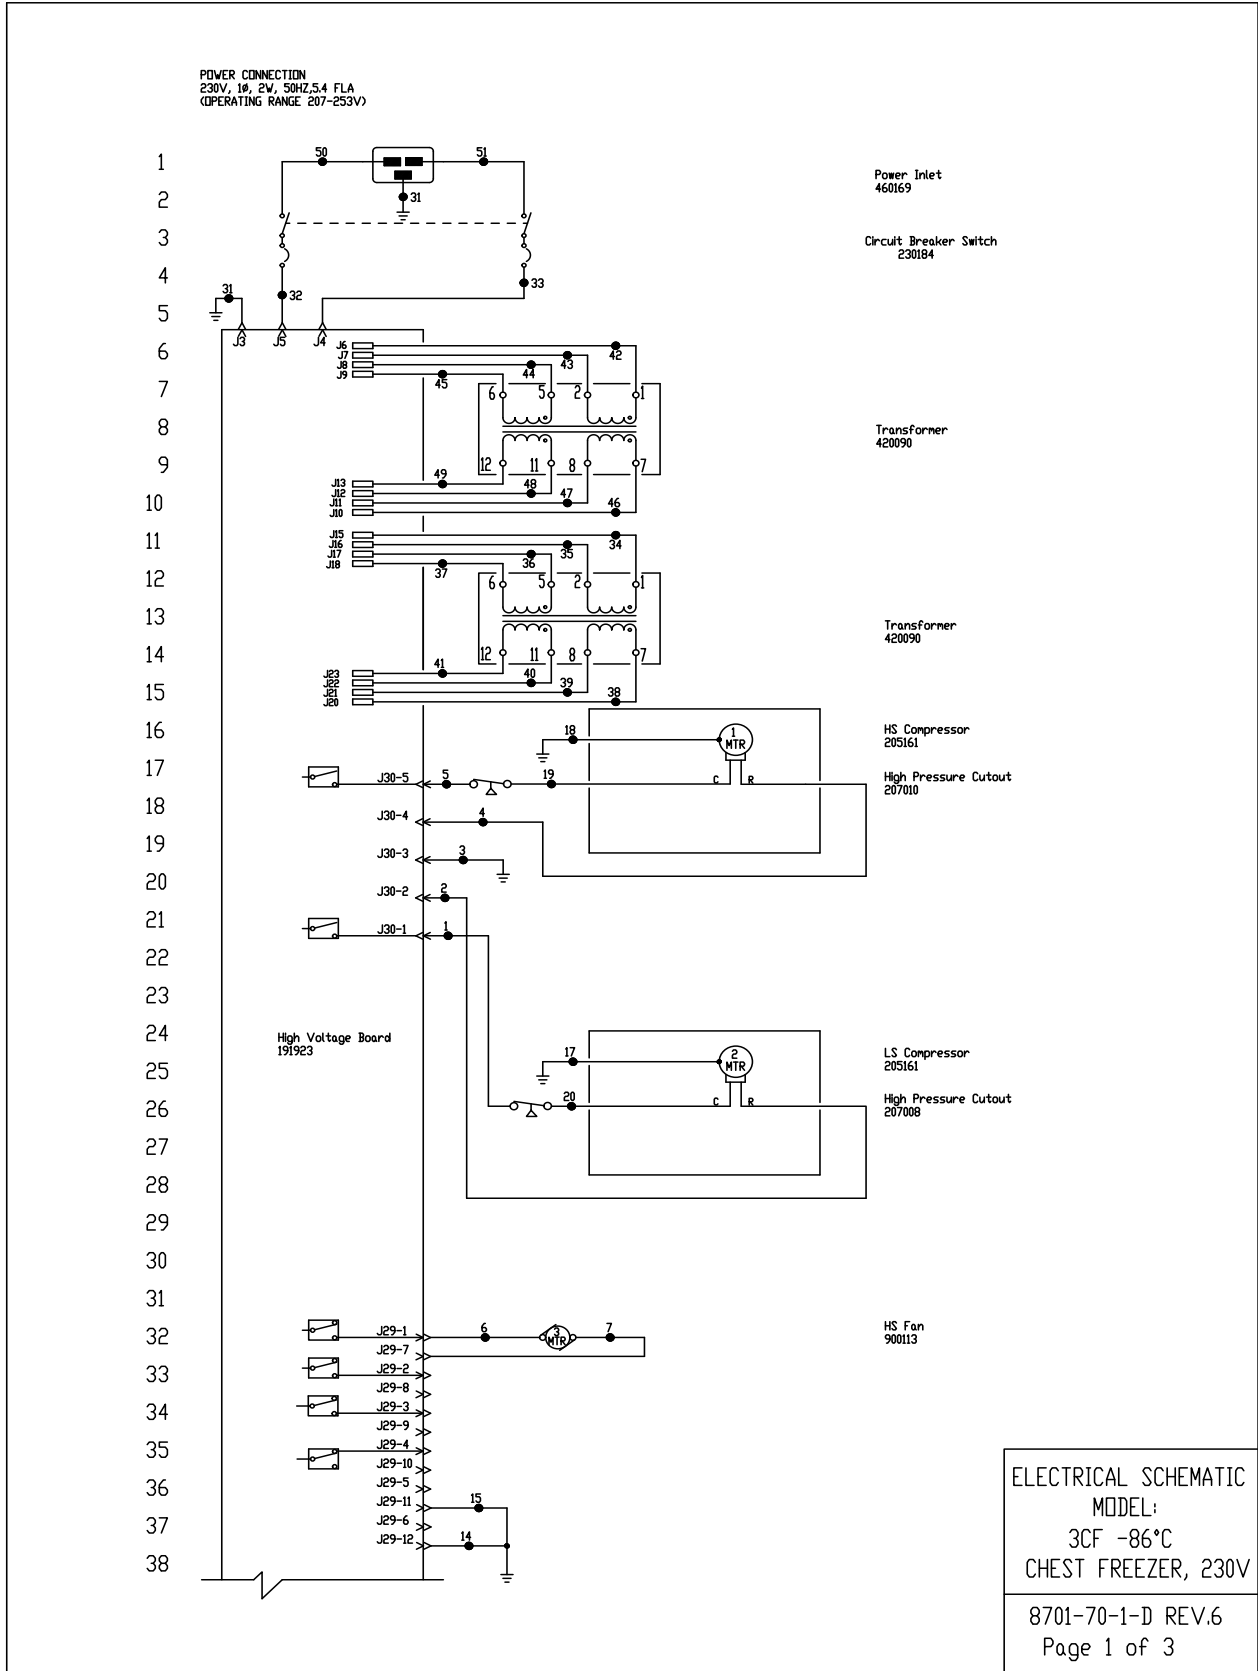 POWER CONNECTION
230V, 1ø, 2W, 50HZ,5.4 FLA
(OPERATING RANGE 207-253V)
1
50
51
Power Inlet
460169
2
31
3
Circuit Breaker Switch
230184
4
33
31
32
5
J3
J5
J4
6
J6
42
J7
43
J8
44
J9
45
7
6
5
2
1
8
Transformer
420090
9
12
11
8
7
J13
49
J12
48
10
J11
47
J10
46
11
J15
34
J16
35
J17
36
J18
37
12
6
5
2
1
13
Transformer
420090
14
12
11
8
7
J23
41
J22
40
15
J21
39
J20
38
16
18
1
MTR
HS Compressor
205161
17
J30-5
5
19
C
R
High Pressure Cutout
207010
18
J30-4
4
19
J30-3
3
20
J30-2
2
21
J30-1
1
22
23
24
High Voltage Board
191923
17
2
MTR
LS Compressor
205161
25
26
20
C
R
High Pressure Cutout
207008
27
28
29
30
31
32
J29-1
6
3
MTR
7
HS Fan
900113
J29-7
33
J29-2
J29-8
34
J29-3
J29-9
35
J29-4
J29-10
36
J29-5
J29-11
15
37
J29-6
J29-12
14
38
ELECTRICAL SCHEMATIC
MODEL:
3CF -86°C
CHEST FREEZER, 230V
8701-70-1-D REV.6
Page 1 of 3